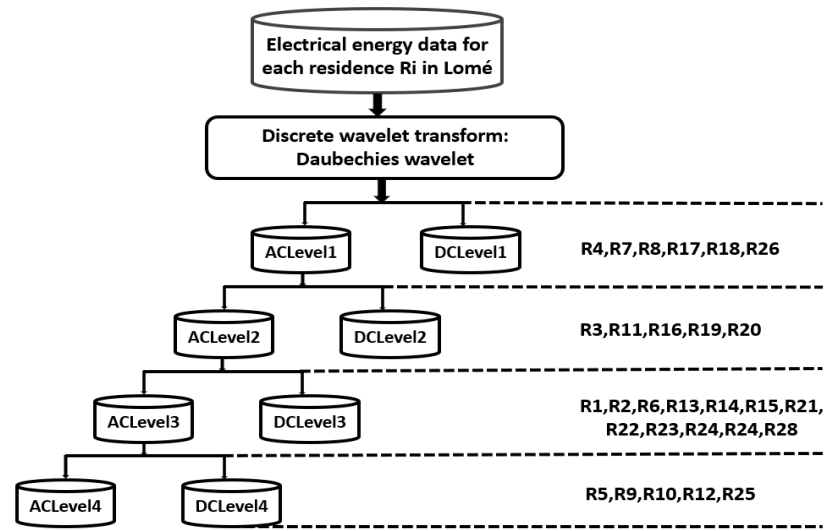 Electrical energy data for
each residence Ri in Lomé
Discrete wavelet transform:
Daubechies wavelet
ACLevel1
DCLevel1
R4,R7,R8,R17,R18,R26
ACLevel2
DCLevel2
R3,R11,R16,R19,R20
ACLevel3
DCLevel3
R1,R2,R6,R13,R14,R15,R21,
R22,R23,R24,R24,R28
ACLevel4
DCLevel4
R5,R9,R10,R12,R25